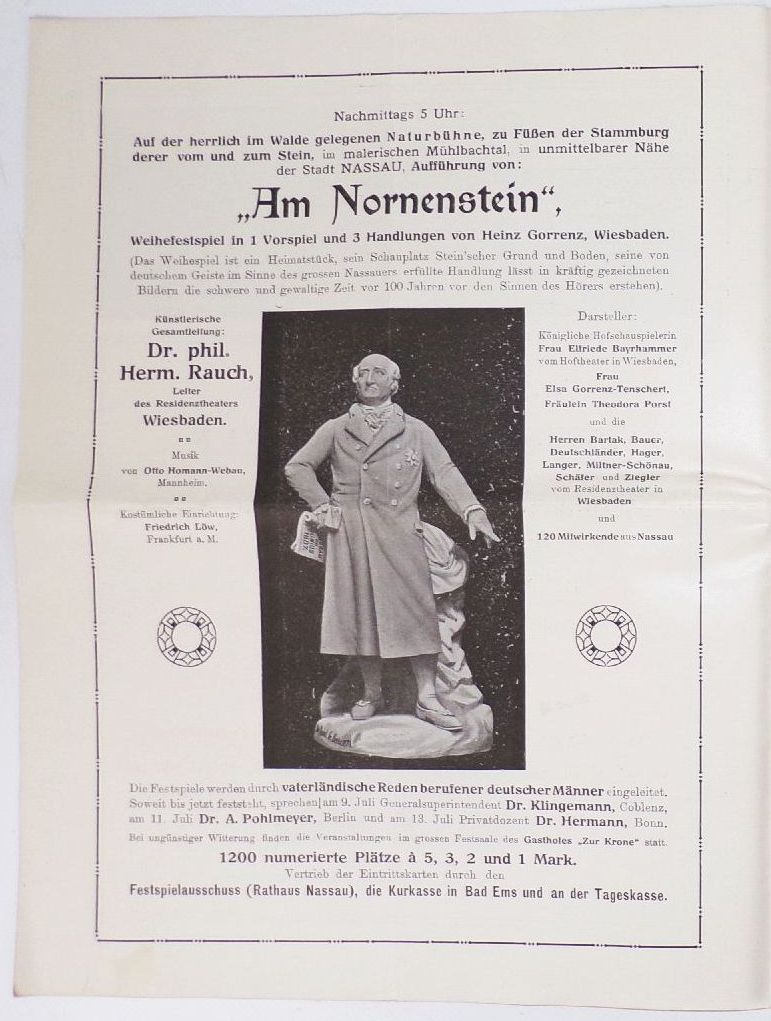 Nachmittags 5 Uhr:
Auf der herrlich im Walde gelegenen Naturbühne, zu Füßen der Stammburg
derer vom und zum Stein, im malerischen Mühlbachtal, in unmittelbarer Nähe
der Stadt NASSAU, Aufführung von:
„Am Nornenstein“,
Weihefestspiel in 1 Vorspiel und 3 Handlungen von Heinz Gorrenz, Wiesbaden.
(Das Weihespiel ist ein Heimatstück, sein Schauplatz Stein'scher Grund und Boden, seine von
deutschem Geiste im Sinne des grossen Nassauers erfüllte Handlung lässt in kräftig gezeichneten
Bildern die schwere und gewaltige Zeit vor 100 Jahren vor den Sinnen des Hörers erstehen).
Künstlerische
Gesamtleitung:
Dr. phil.
Herm. Rauch,
Leiter
des Residenztheaters
Wiesbaden.
Musik
von Otto Homann-Webau,
Mannheim.
Kostümliche Einrichtung:
Friedrich Löw,
Frankfurt a. M.
Darsteller:
Königliche Hofschauspielerin
Frau Elfriede Bayrhammer
vom Hoftheater in Wiesbaden,
Frau
Elsa Gorrenz-Tenschert,
Fräulein Theodora Porst
und die
Herren Bartak, Bauer,
Deutschländer, Hager,
Langer, Miltner-Schönau,
Schäfer und Ziegler
vom Residenztheater in
Wiesbaden
und
120 Mitwirkende aus Nassau
Die Festspiele werden durch vaterländische Reden berufener deutscher Männer eingeleitet.
Soweit bis jetzt feststeht, sprechen am 9. Juli Generalsuperintendent Dr. Klingemann, Coblenz,
am 11. Juli Dr. A. Pohlmeyer, Berlin und am 13. Juli Privatdozent Dr. Hermann, Bonn.
Bei ungünstiger Witterung finden die Veranstaltungen im grossen Festsaale des Gasthofes „Zur Krone“ statt.
1200 numerierte Plätze à 5, 3, 2 und 1 Mark.
Vertrieb der Eintrittskarten durch den
Festspielausschuss (Rathaus Nassau), die Kurkasse in Bad Ems und an der Tageskasse.